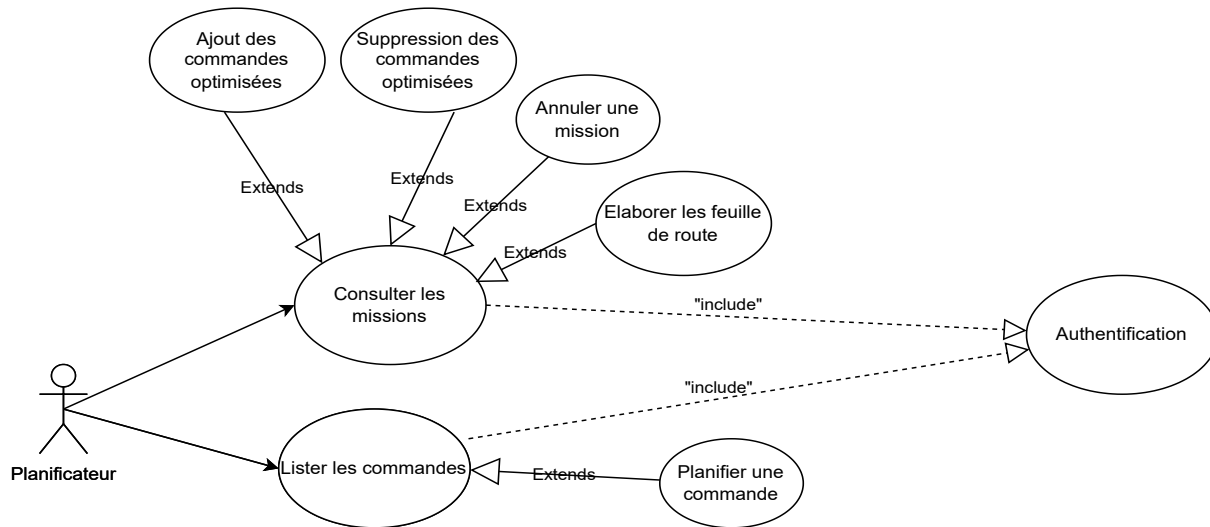 Ajout des
commandes
optimisées
Suppression des
commandes
optimisées
Annuler une
mission
Extends
Extends
Extends
Elaborer les feuille
de route
Extends
Consulter les
missions
"include"
Authentification
"include"
Planificateur
Lister les commandes
Extends
Planifier une
commande